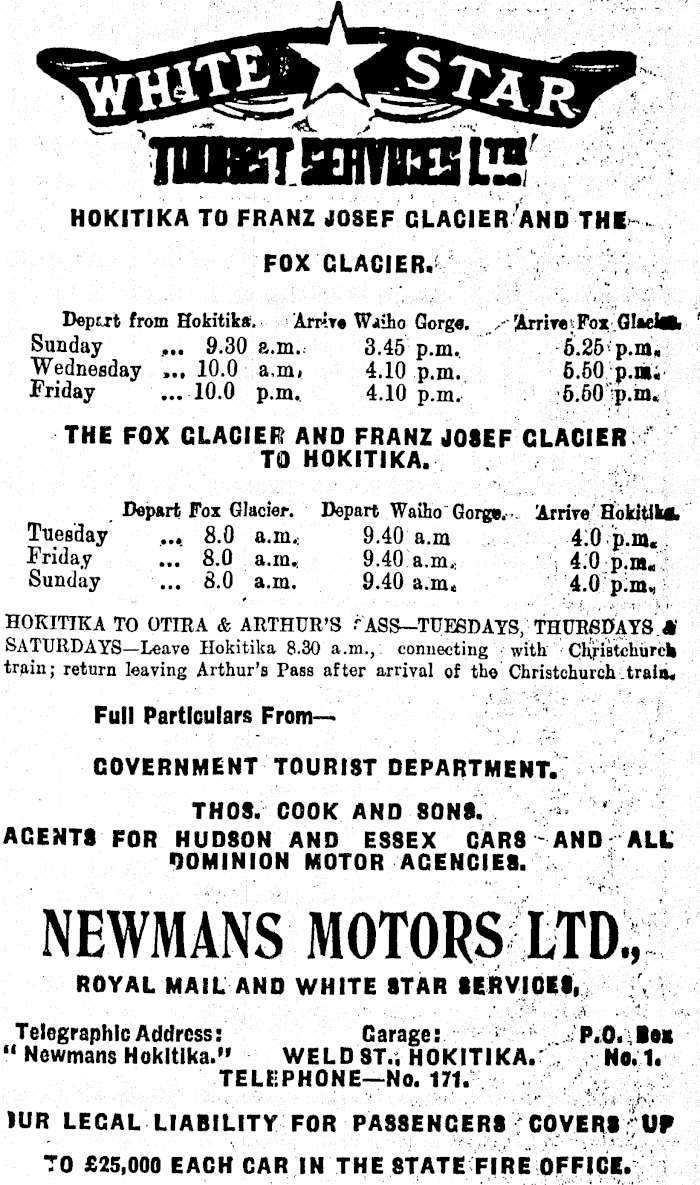 WHITE STAR
TOURIST SERVICES LTD
HOKITIKA TO FRANZ JOSEF GLACIER AND THE
FOX GLACIER.
Depart from Hokitika. Arrive Waiho Gorge. Arrive Fox Glacier.
Sunday ... 9.30 a.m. 3.45 p.m. 5.25 p.m.
Wednesday ... 10.0 a.m. 4.10 p.m. 5.50 p.m.
Friday ... 10.0 p.m. 4.10 p.m. 5.50 p.m.
THE FOX GLACIER AND FRANZ JOSEF GLACIER
TO HOKITIKA.
Depart Fox Glacier. Depart Waiho Gorge. Arrive Hokitika.
Tuesday ... 8.0 a.m. 9.40 a.m 4.0 p.m.
Friday ... 8.0 a.m. 9.40 a.m. 4.0 p.m.
Sunday ... 8.0 a.m. 9.40 a.m. 4.0 p.m.
HOKITIKA TO OTIRA & ARTHUR'S PASS—TUESDAYS, THURSDAYS &
SATURDAYS—Leave Hokitika 8.30 a.m., connecting with Christchurch
train; return leaving Arthur's Pass after arrival of the Christchurch train.
Full Particulars From—
GOVERNMENT TOURIST DEPARTMENT.
THOS. COOK AND SONS.
AGENTS FOR HUDSON AND ESSEX CARS AND ALL
DOMINION MOTOR AGENCIES.
NEWMANS MOTORS LTD.,
ROYAL MAIL AND WHITE STAR SERVICES,
Telegraphic Address: Garage: P.O. Box
"Newmans Hokitika." WELD ST., HOKITIKA. No. 1.
TELEPHONE—No. 171.
OUR LEGAL LIABILITY FOR PASSENGERS COVERS UP
TO £25,000 EACH CAR IN THE STATE FIRE OFFICE.